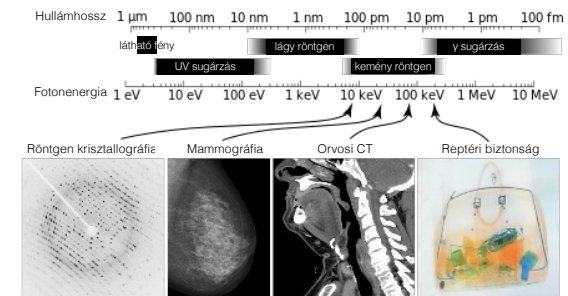 Hullámhossz 1 μm 100 nm 10 nm 1 nm 100 pm 10 pm 1 pm 100 fm
látható fény lágy röntgen γ sugárzás
UV sugárzás kemény röntgen
Fotonenergia 1 eV 10 eV 100 eV 1 keV 10 keV 100 keV 1 MeV 10 MeV
Röntgen krisztallográfia Mammográfia Orvosi CT Reptéri biztonság